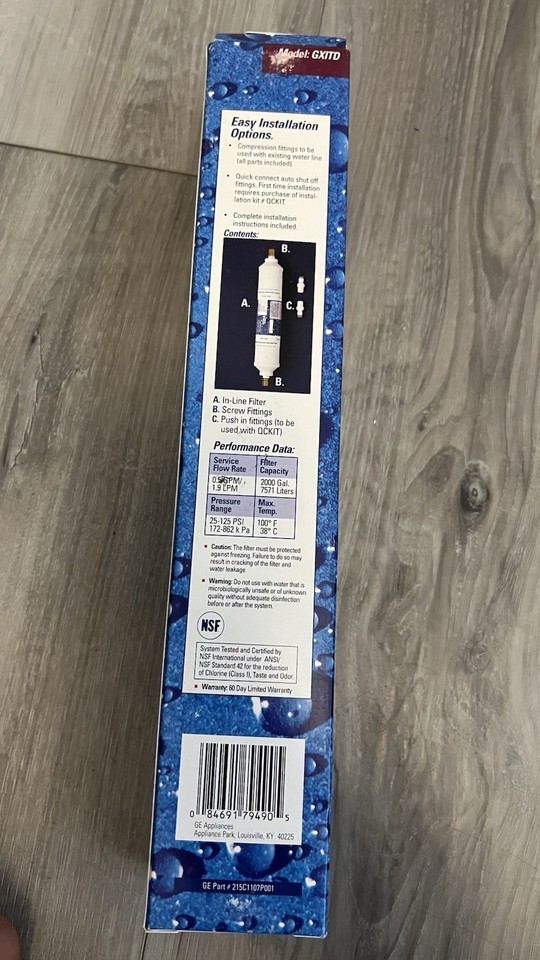 Model: GXITD
Easy Installation
Options.
• Compression fittings to be
used with existing water line
(all parts included).
• Quick connect auto shut off
fittings. First time installation
requires purchase of instal-
lation kit # QCKIT.
• Complete installation
instructions included.
Contents:
B.
A.
C.
B.
A. In-Line Filter
B. Screw Fittings
C. Push in fittings (to be
used with QCKIT)
Performance Data:
Service
Flow Rate
Filter
Capacity
0.5 GPM/
1.9 LPM
2000 Gal.
7571 Liters
Pressure
Range
Max.
Temp.
25-125 PSI
172-862 k Pa
100° F
38° C
• Caution: The filter must be protected
against freezing. Failure to do so may
result in cracking of the filter and
water leakage.
• Warning: Do not use with water that is
microbiologically unsafe or of unknown
quality without adequate disinfection
before or after the system.
NSF
System Tested and Certified by
NSF International under ANSI/
NSF Standard 42 for the reduction
of Chlorine (Class I), Taste and Odor.
• Warranty: 60 Day Limited Warranty
0 84691 79490 5
GE Appliances
Appliance Park, Louisville, KY 40225
GE Part # 215C1107P001